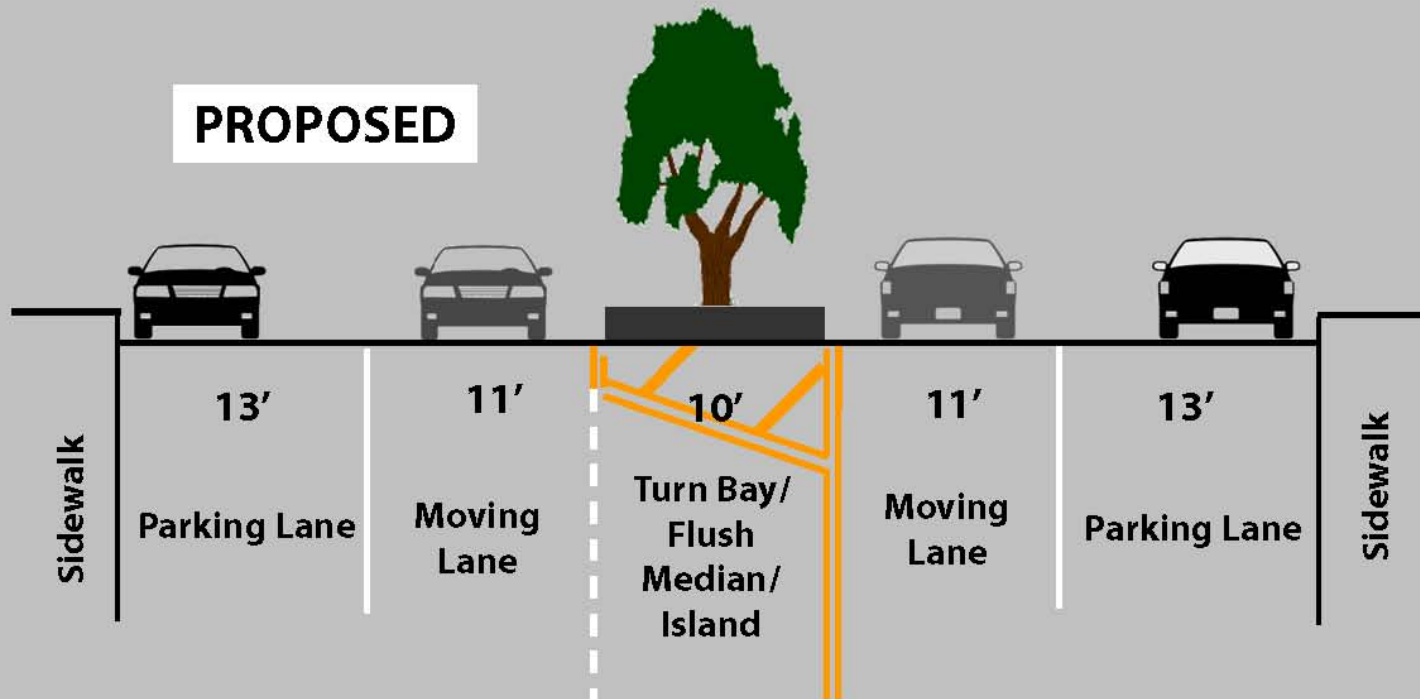 PROPOSED
13’
11’
10’
11’
13’
Sidewalk
Parking Lane
Moving
Lane
Turn Bay/
Flush
Median/
Island
Moving
Lane
Parking Lane
Sidewalk